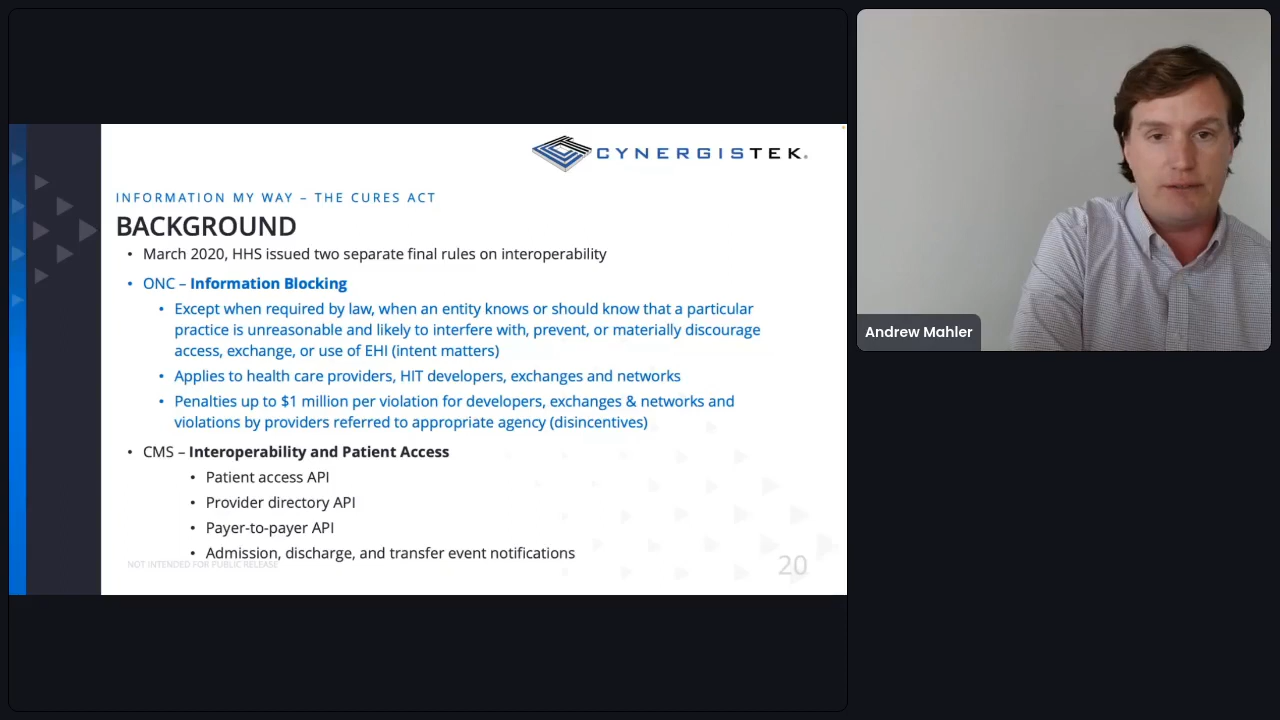 CYNERGISTEK.
INFORMATION MY WAY – THE CURES ACT
BACKGROUND
• March 2020, HHS issued two separate final rules on interoperability
• ONC – Information Blocking
• Except when required by law, when an entity knows or should know that a particular
practice is unreasonable and likely to interfere with, prevent, or materially discourage
access, exchange, or use of EHI (intent matters)
• Applies to health care providers, HIT developers, exchanges and networks
• Penalties up to $1 million per violation for developers, exchanges & networks and
violations by providers referred to appropriate agency (disincentives)
• CMS – Interoperability and Patient Access
• Patient access API
• Provider directory API
• Payer-to-payer API
• Admission, discharge, and transfer event notifications
NOT INTENDED FOR PUBLIC RELEASE
20
Andrew Mahler